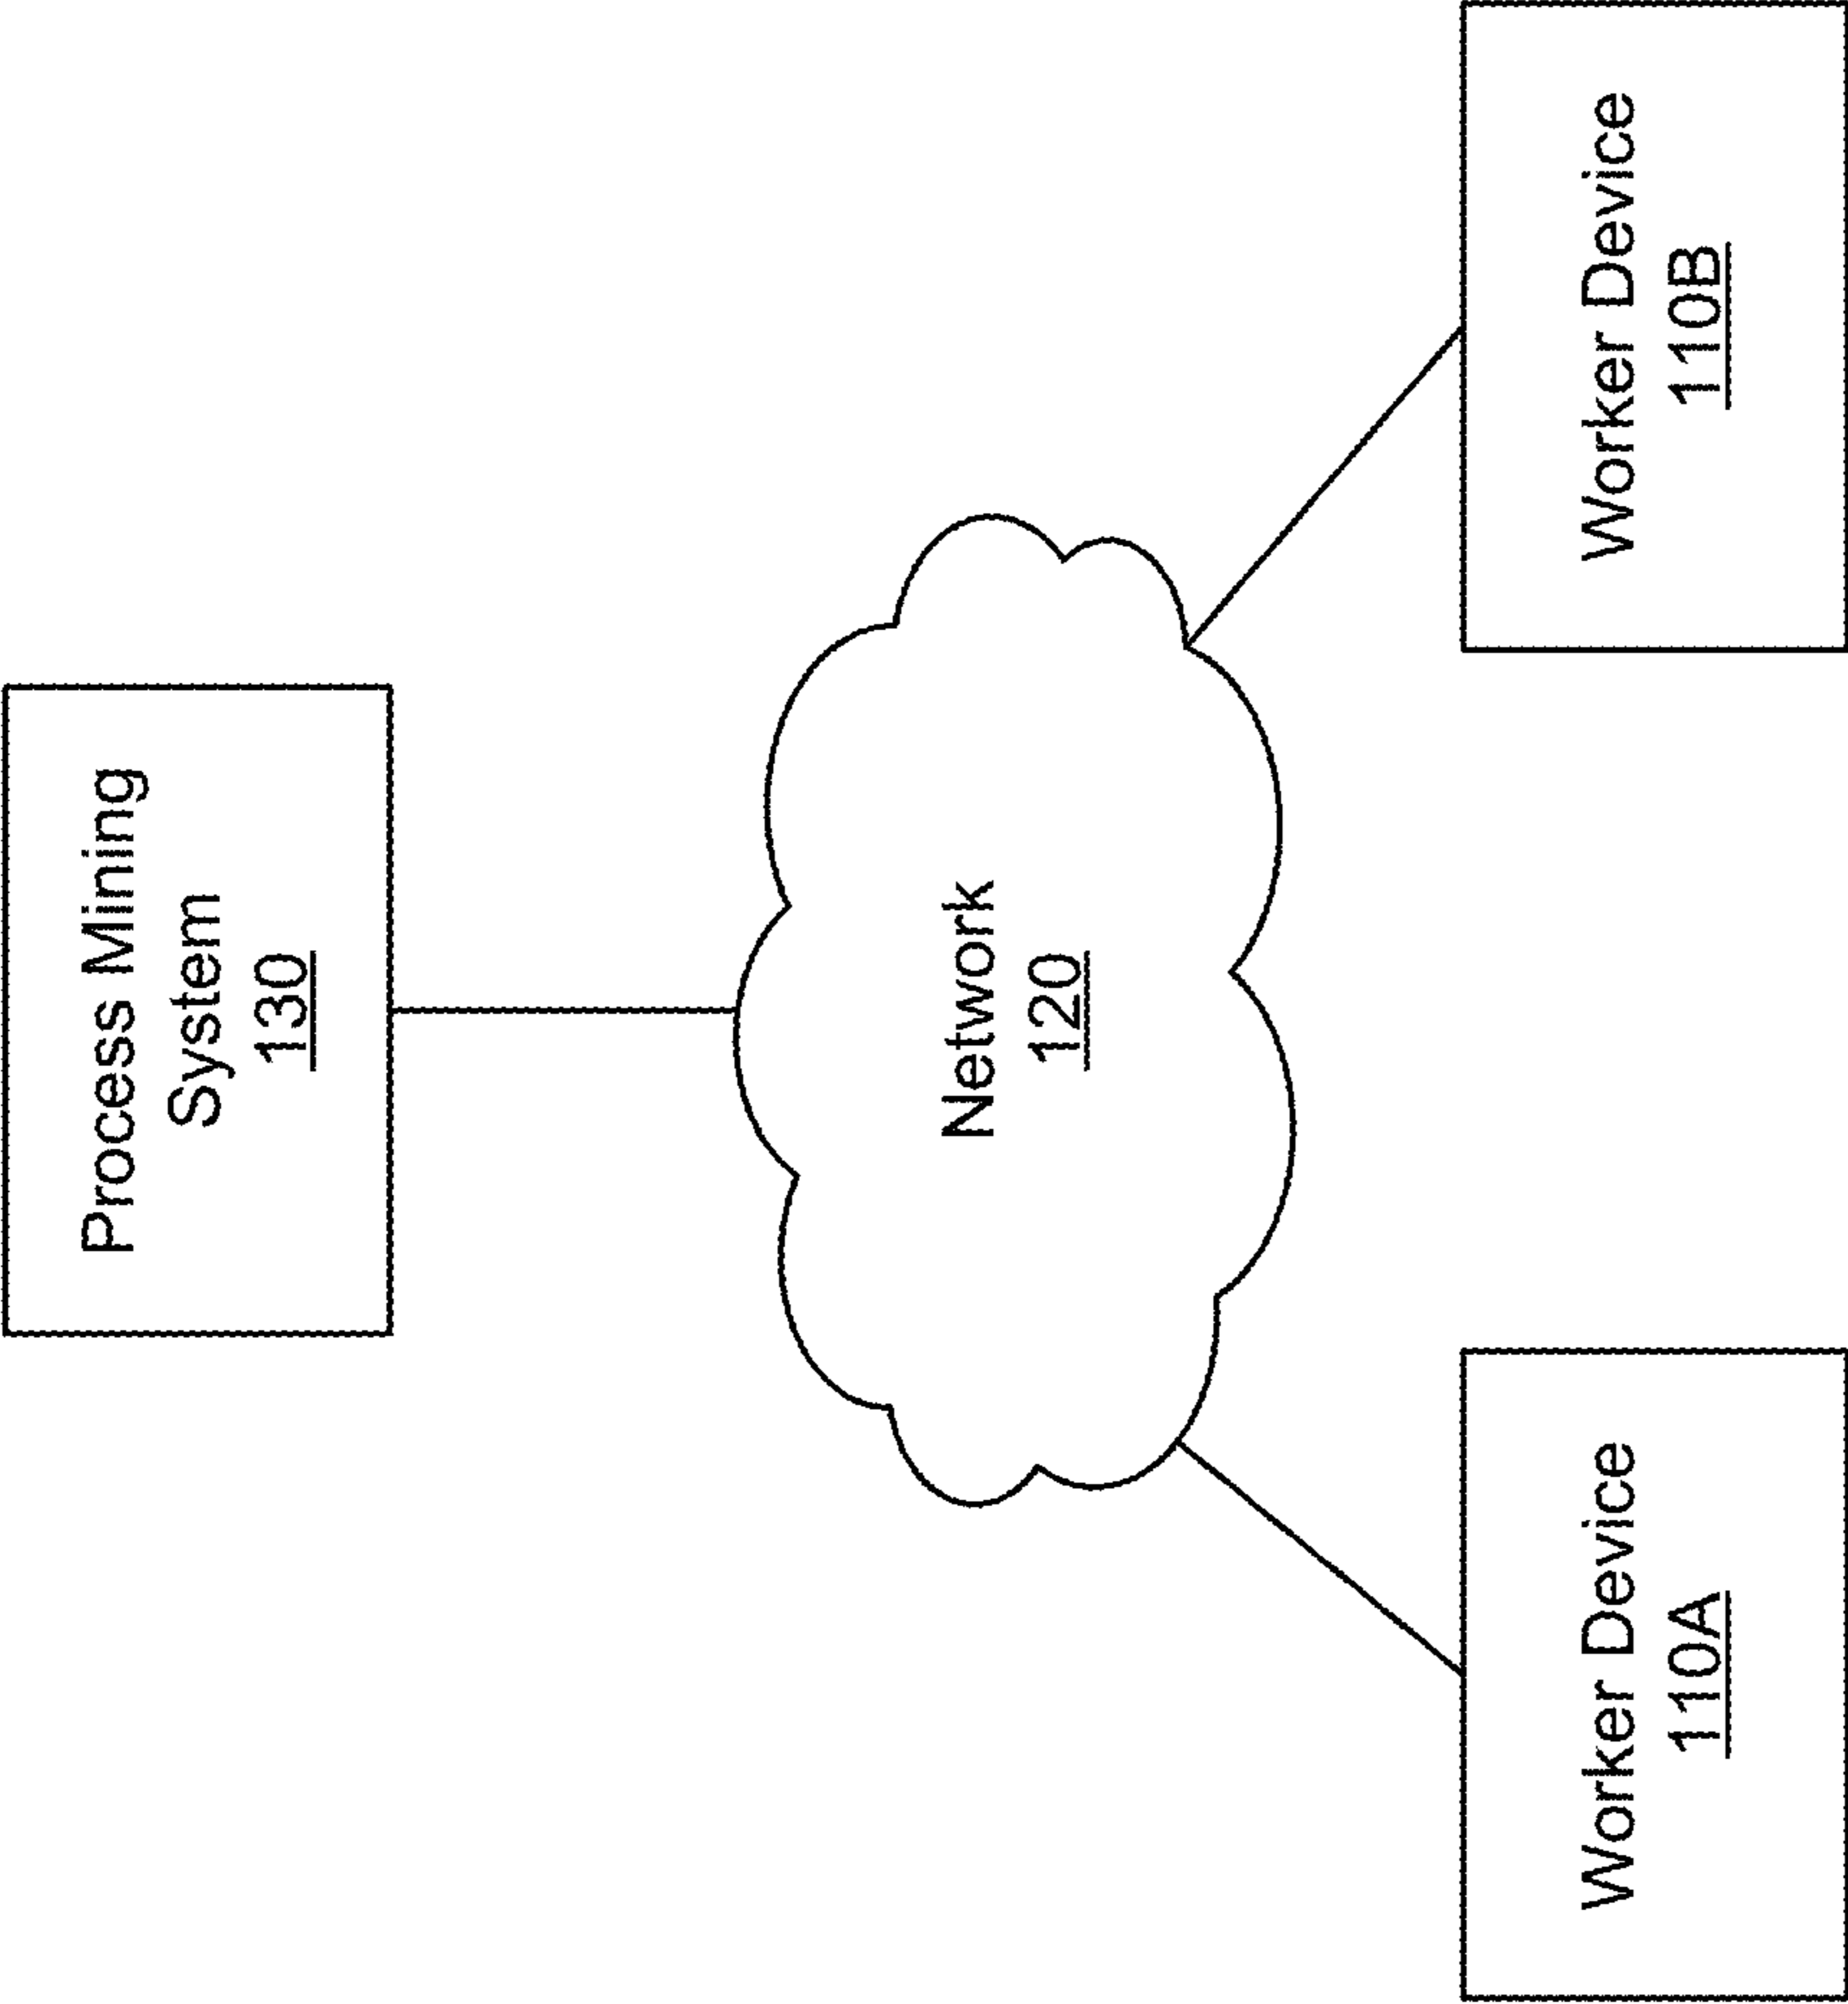 Process Mining
System
130
Network
120
Worker Device
110A
Worker Device
110B